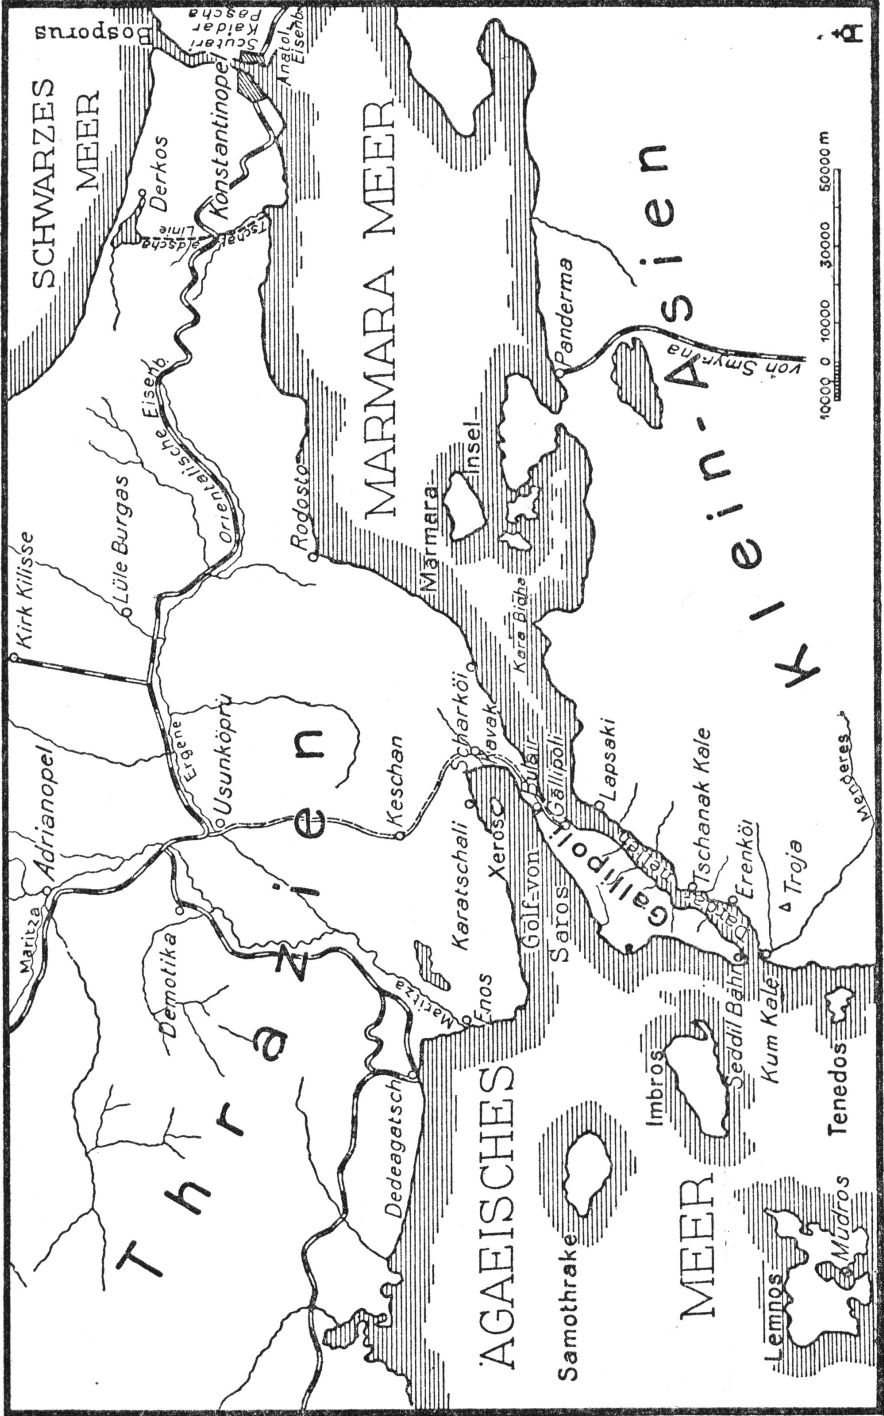 SCHWARZES
MEER
Bosporus
Scutari
Kaidar
Pascha
Anatol.
Eisenb.
Konstantinopel
Derkos
Tschataldscha
Linie
MARMARA MEER
Kirk Kilisse
Lüle Burgas
Orientalische Eisenb.
Rodosto
Adrianopel
Maritza
Ergene
Usunköprü
Demotika
Keschan
Thrazien
Marmara
Insel
Panderma
von Smyrna
Klein-Asien
Kara Bigha
Scharköi
Kavak
Bulair
Gallipoli
Gallipoli
Lapsaki
Karatschali
Xeros
Golf von
Saros
Enos
Maritza
Dedeagatsch
Tschanak Kale
Erenköi
Troja
Menderes
Seddil Bahr
Kum Kale
ÄGAEISCHES
MEER
Imbros
Samothrake
Tenedos
Lemnos
Mudros
10000 0 10000 30000 50000 m